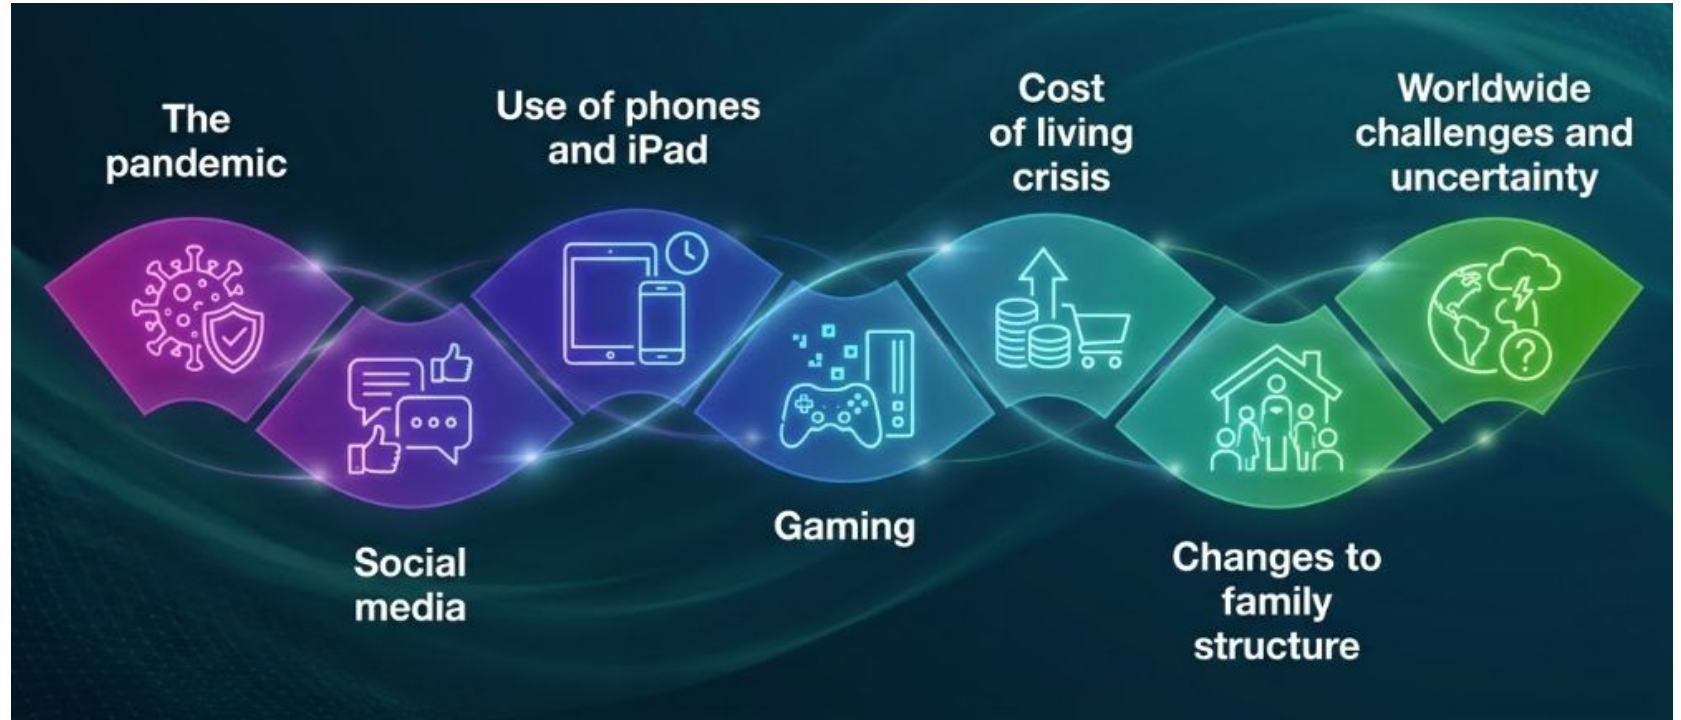 The
pandemic
Social
media
Use of phones
and iPad
Gaming
Cost
of living
crisis
Changes to
family
structure
Worldwide
challenges and
uncertainty
?